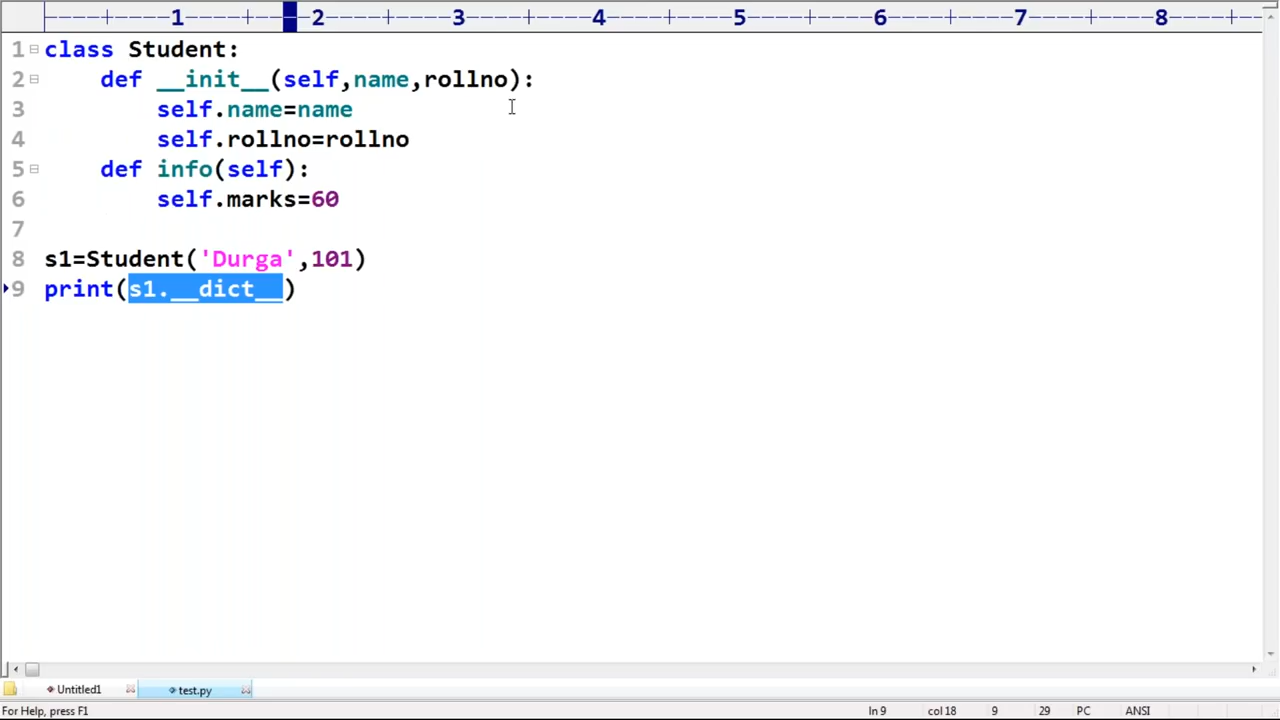 1 2 3 4 5 6 7 8
1 class Student:
2 def __init__(self,name,rollno):
3 self.name=name
4 self.rollno=rollno
5 def info(self):
6 self.marks=60
7
8 s1=Student('Durga',101)
9 print(s1.__dict__)
Untitled1 test.py
For Help, press F1 ln 9 col 18 9 29 PC ANSI